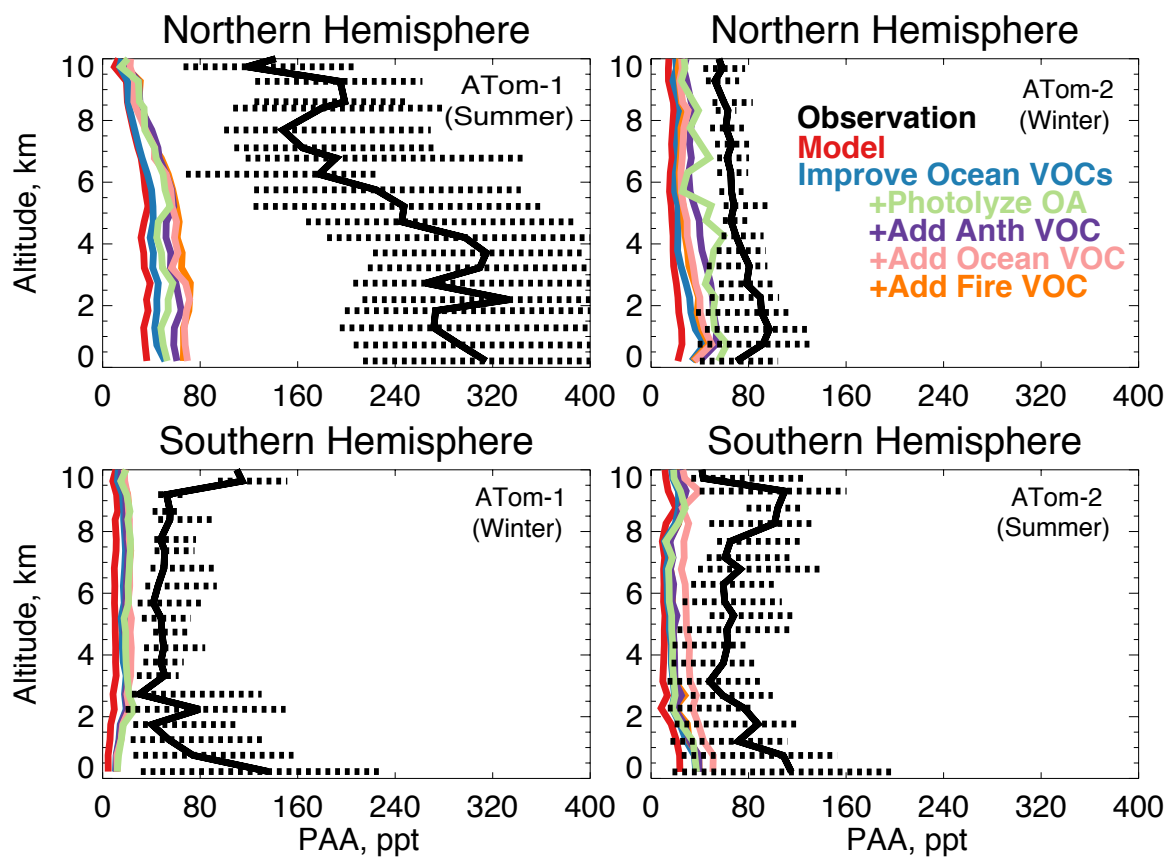 Northern Hemisphere
Northern Hemisphere
10
8
6
4
2
0
Altitude, km
ATom-1
(Summer)
0 80 160 240 320 400
10
8
6
4
2
0
ATom-2
(Winter)
Observation
Model
Improve Ocean VOCs
+Photolyze OA
+Add Anth VOC
+Add Ocean VOC
+Add Fire VOC
0 80 160 240 320 400
Southern Hemisphere
Southern Hemisphere
10
8
6
4
2
0
Altitude, km
ATom-1
(Winter)
0 80 160 240 320 400
PAA, ppt
10
8
6
4
2
0
ATom-2
(Summer)
0 80 160 240 320 400
PAA, ppt